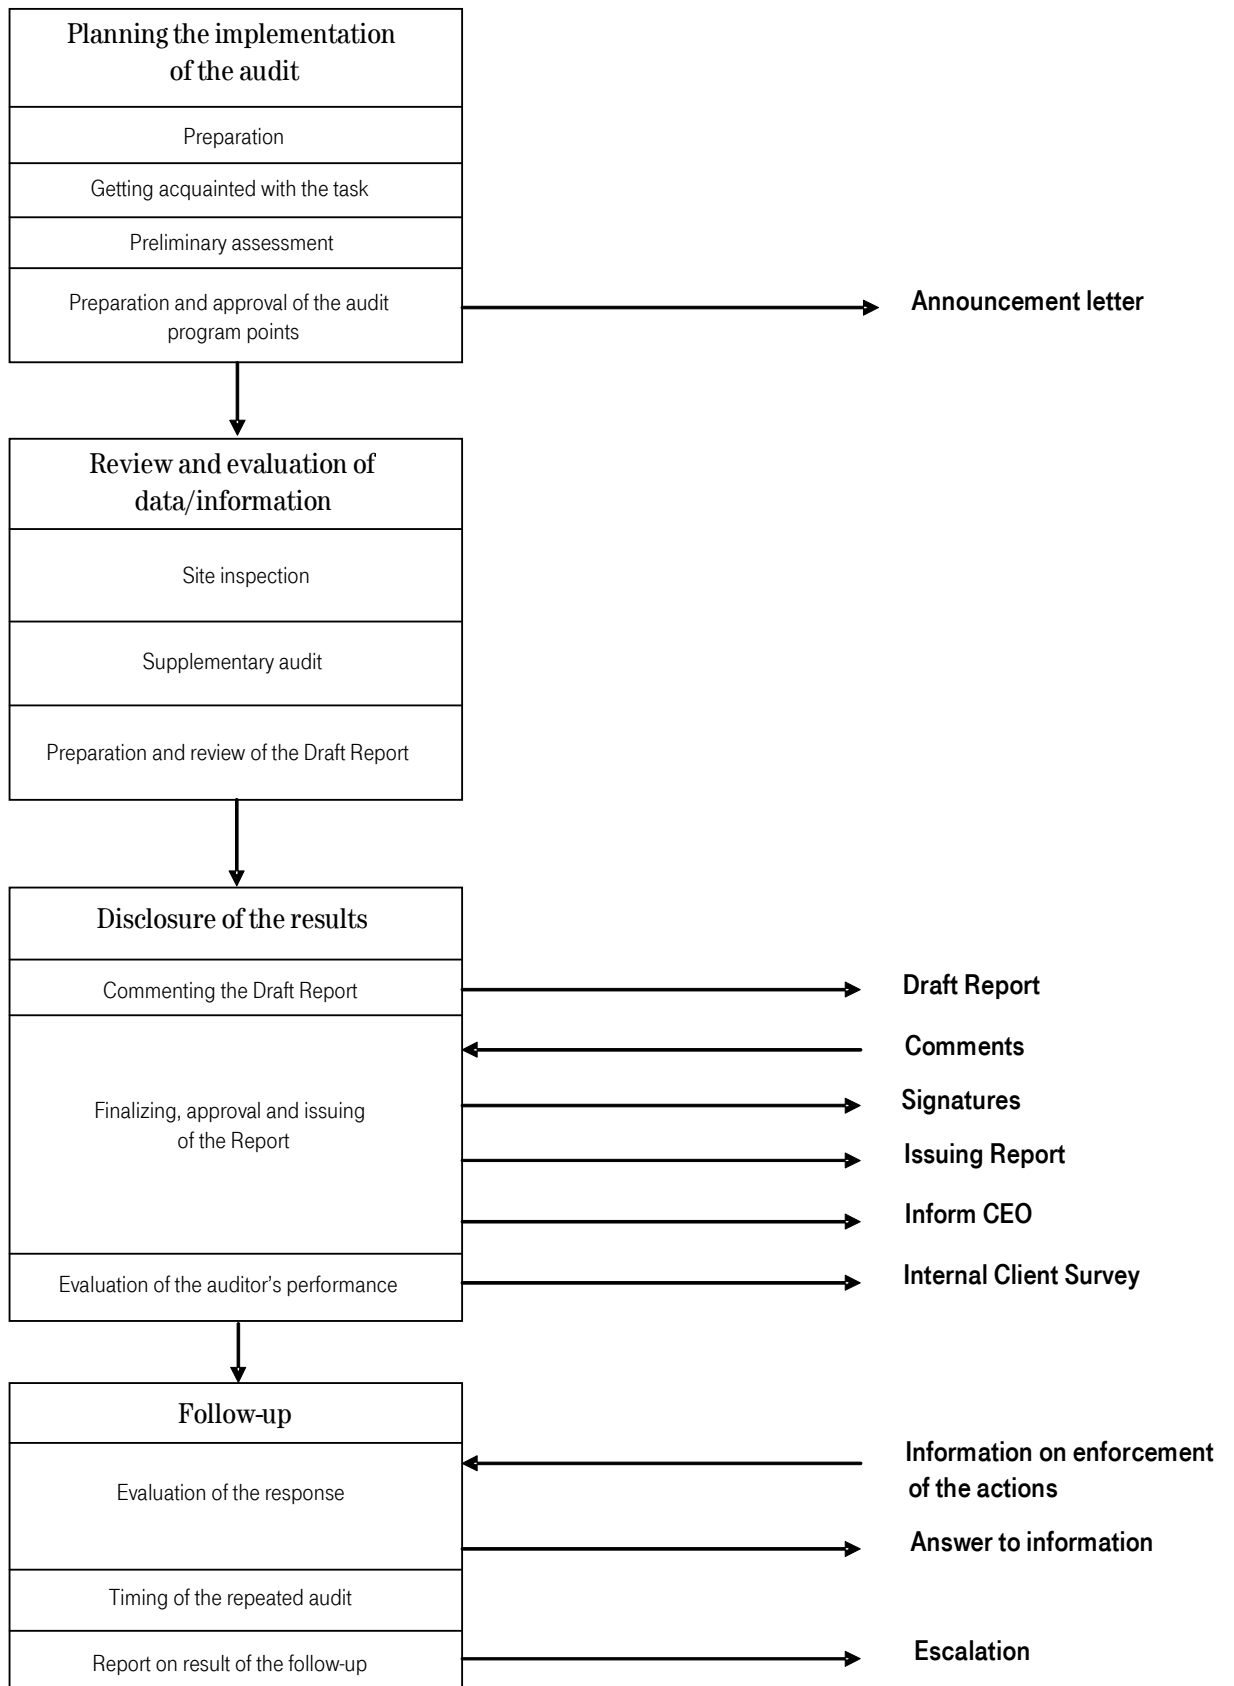 Planning the implementation
of the audit
Preparation
Getting acquainted with the task
Preliminary assessment
Preparation and approval of the audit
program points
Announcement letter
Review and evaluation of
data/information
Site inspection
Supplementary audit
Preparation and review of the Draft Report
Disclosure of the results
Commenting the Draft Report
Draft Report
Comments
Finalizing, approval and issuing
of the Report
Signatures
Issuing Report
Inform CEO
Evaluation of the auditor's performance
Internal Client Survey
Follow-up
Information on enforcement
of the actions
Evaluation of the response
Answer to information
Timing of the repeated audit
Report on result of the follow-up
Escalation